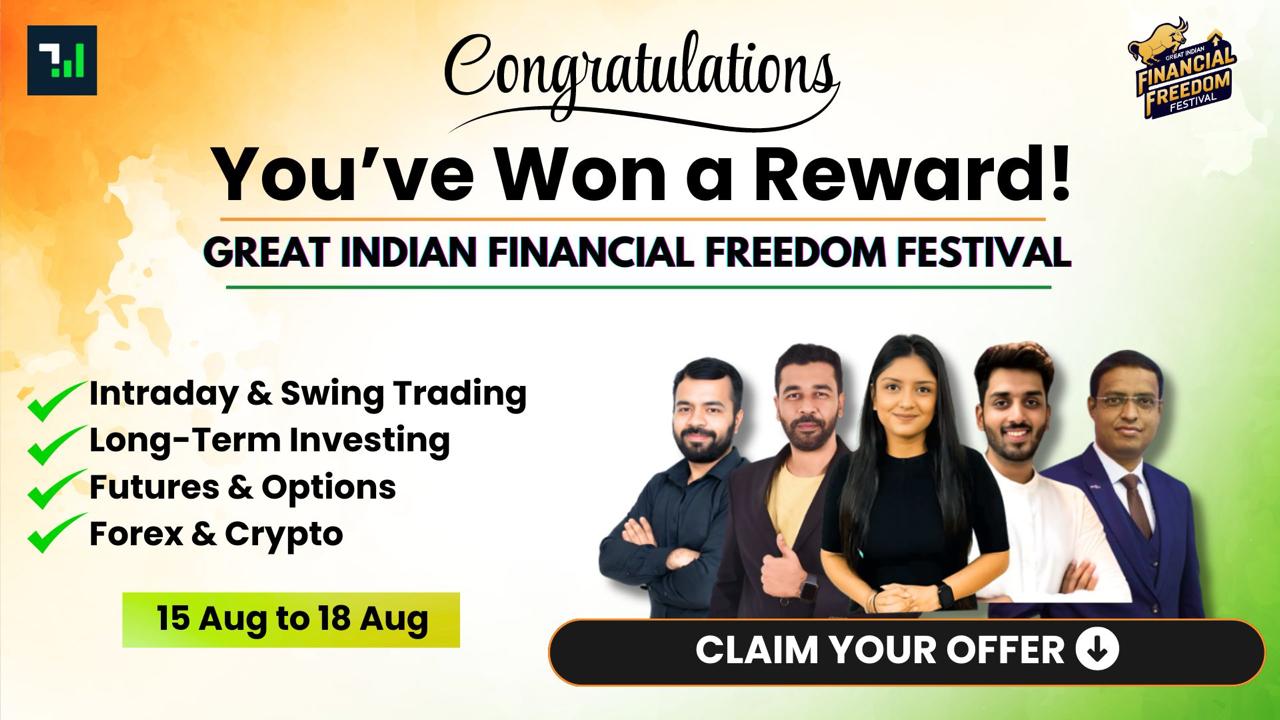 Congratulations
GREAT INDIAN
FINANCIAL
FREEDOM
FESTIVAL
You've Won a Reward!
GREAT INDIAN FINANCIAL FREEDOM FESTIVAL
Intraday & Swing Trading
Long-Term Investing
Futures & Options
Forex & Crypto
15 Aug to 18 Aug
CLAIM YOUR OFFER